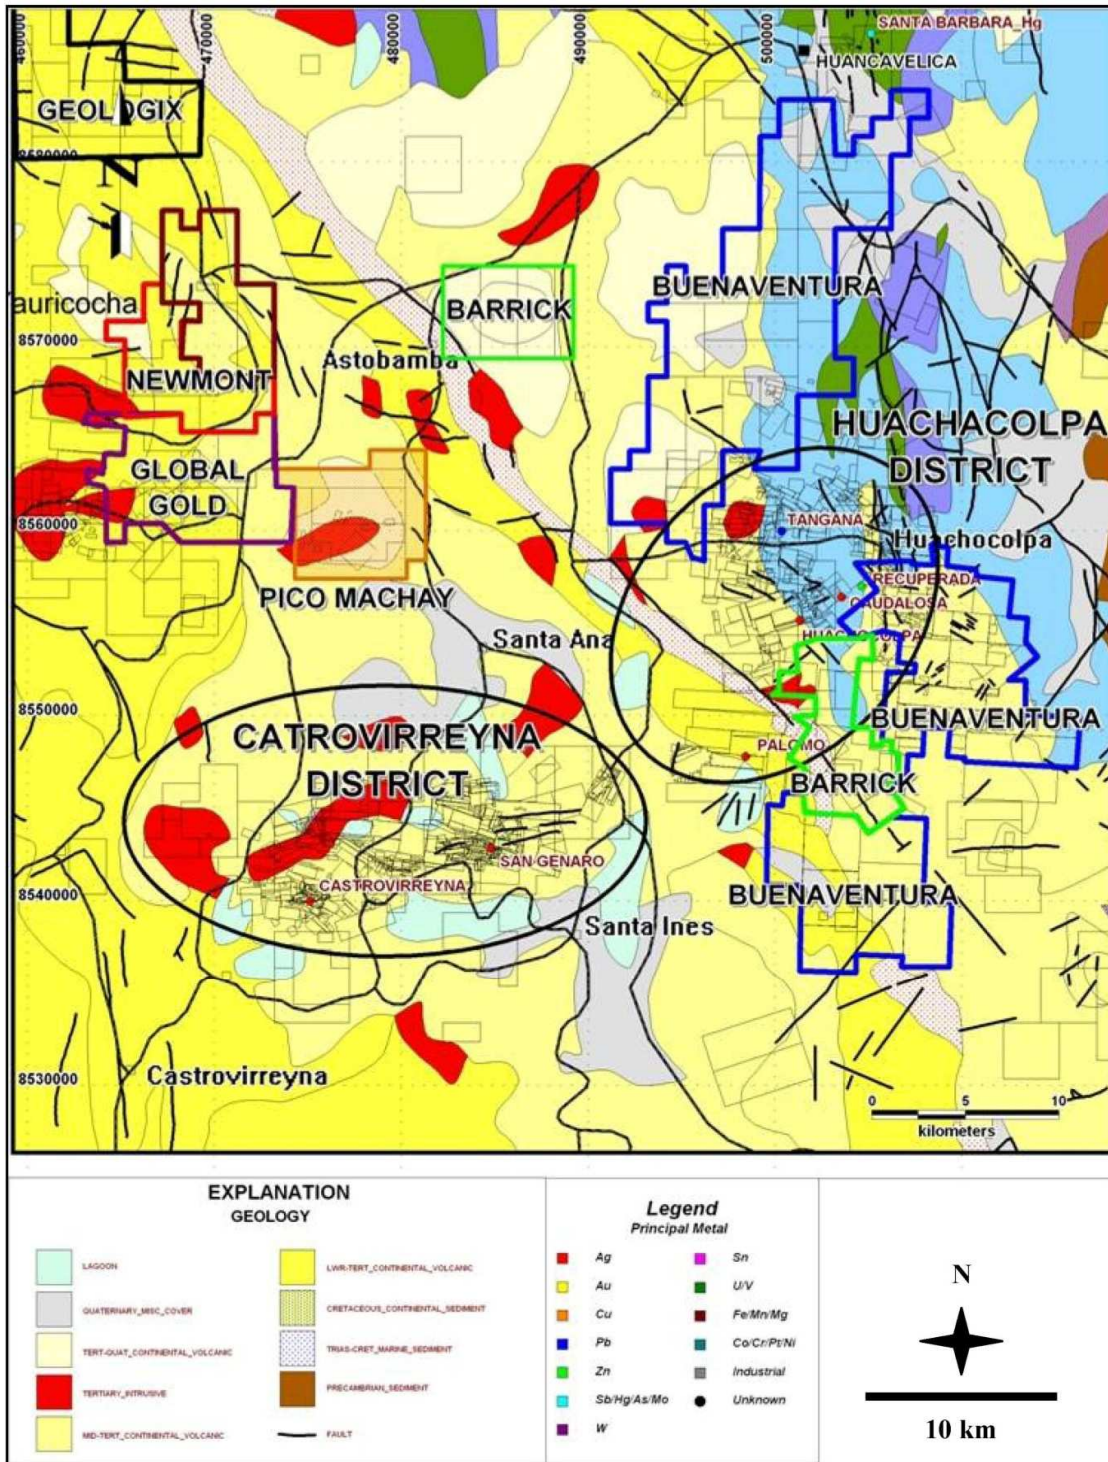 460000
470000
480000
490000
500000
SANTA BARBARA_Hg
HUANCAVELICA
GEOLOGIX
8580000
N
BUENAVENTURA
BARRICK
auricocha
8570000
Astobamba
NEWMONT
HUACHACOLPA
DISTRICT
GLOBAL
GOLD
8560000
TANGANA
Huachocolpa
RECUPERADA
CAUDALOSA
PICO MACHAY
HUACHOCOLPA
Santa Ana
8550000
CATROVIRREYNA
DISTRICT
BUENAVENTURA
PALOMO
BARRICK
SAN GENARO
CASTROVIRREYNA
8540000
BUENAVENTURA
Santa Ines
8530000
Castrovirreyna
0 5 10
kilometers
EXPLANATION
GEOLOGY
LAGOON
QUATERNARY_MISC_COVER
TERT-QUAT_CONTINENTAL_VOLCANIC
TERTIARY_INTRUSIVE
MID-TERT_CONTINENTAL_VOLCANIC
LWR-TERT_CONTINENTAL_VOLCANIC
CRETACEOUS_CONTINENTAL_SEDIMENT
TRIAS-CRET_MARINE_SEDIMENT
PRECAMBRIAN_SEDIMENT
FAULT
Legend
Principal Metal
Ag
Au
Cu
Pb
Zn
Sb/Hg/As/Mo
W
Sn
U/V
Fe/Mn/Mg
Co/Cr/Pt/Ni
Industrial
Unknown
N
10 km